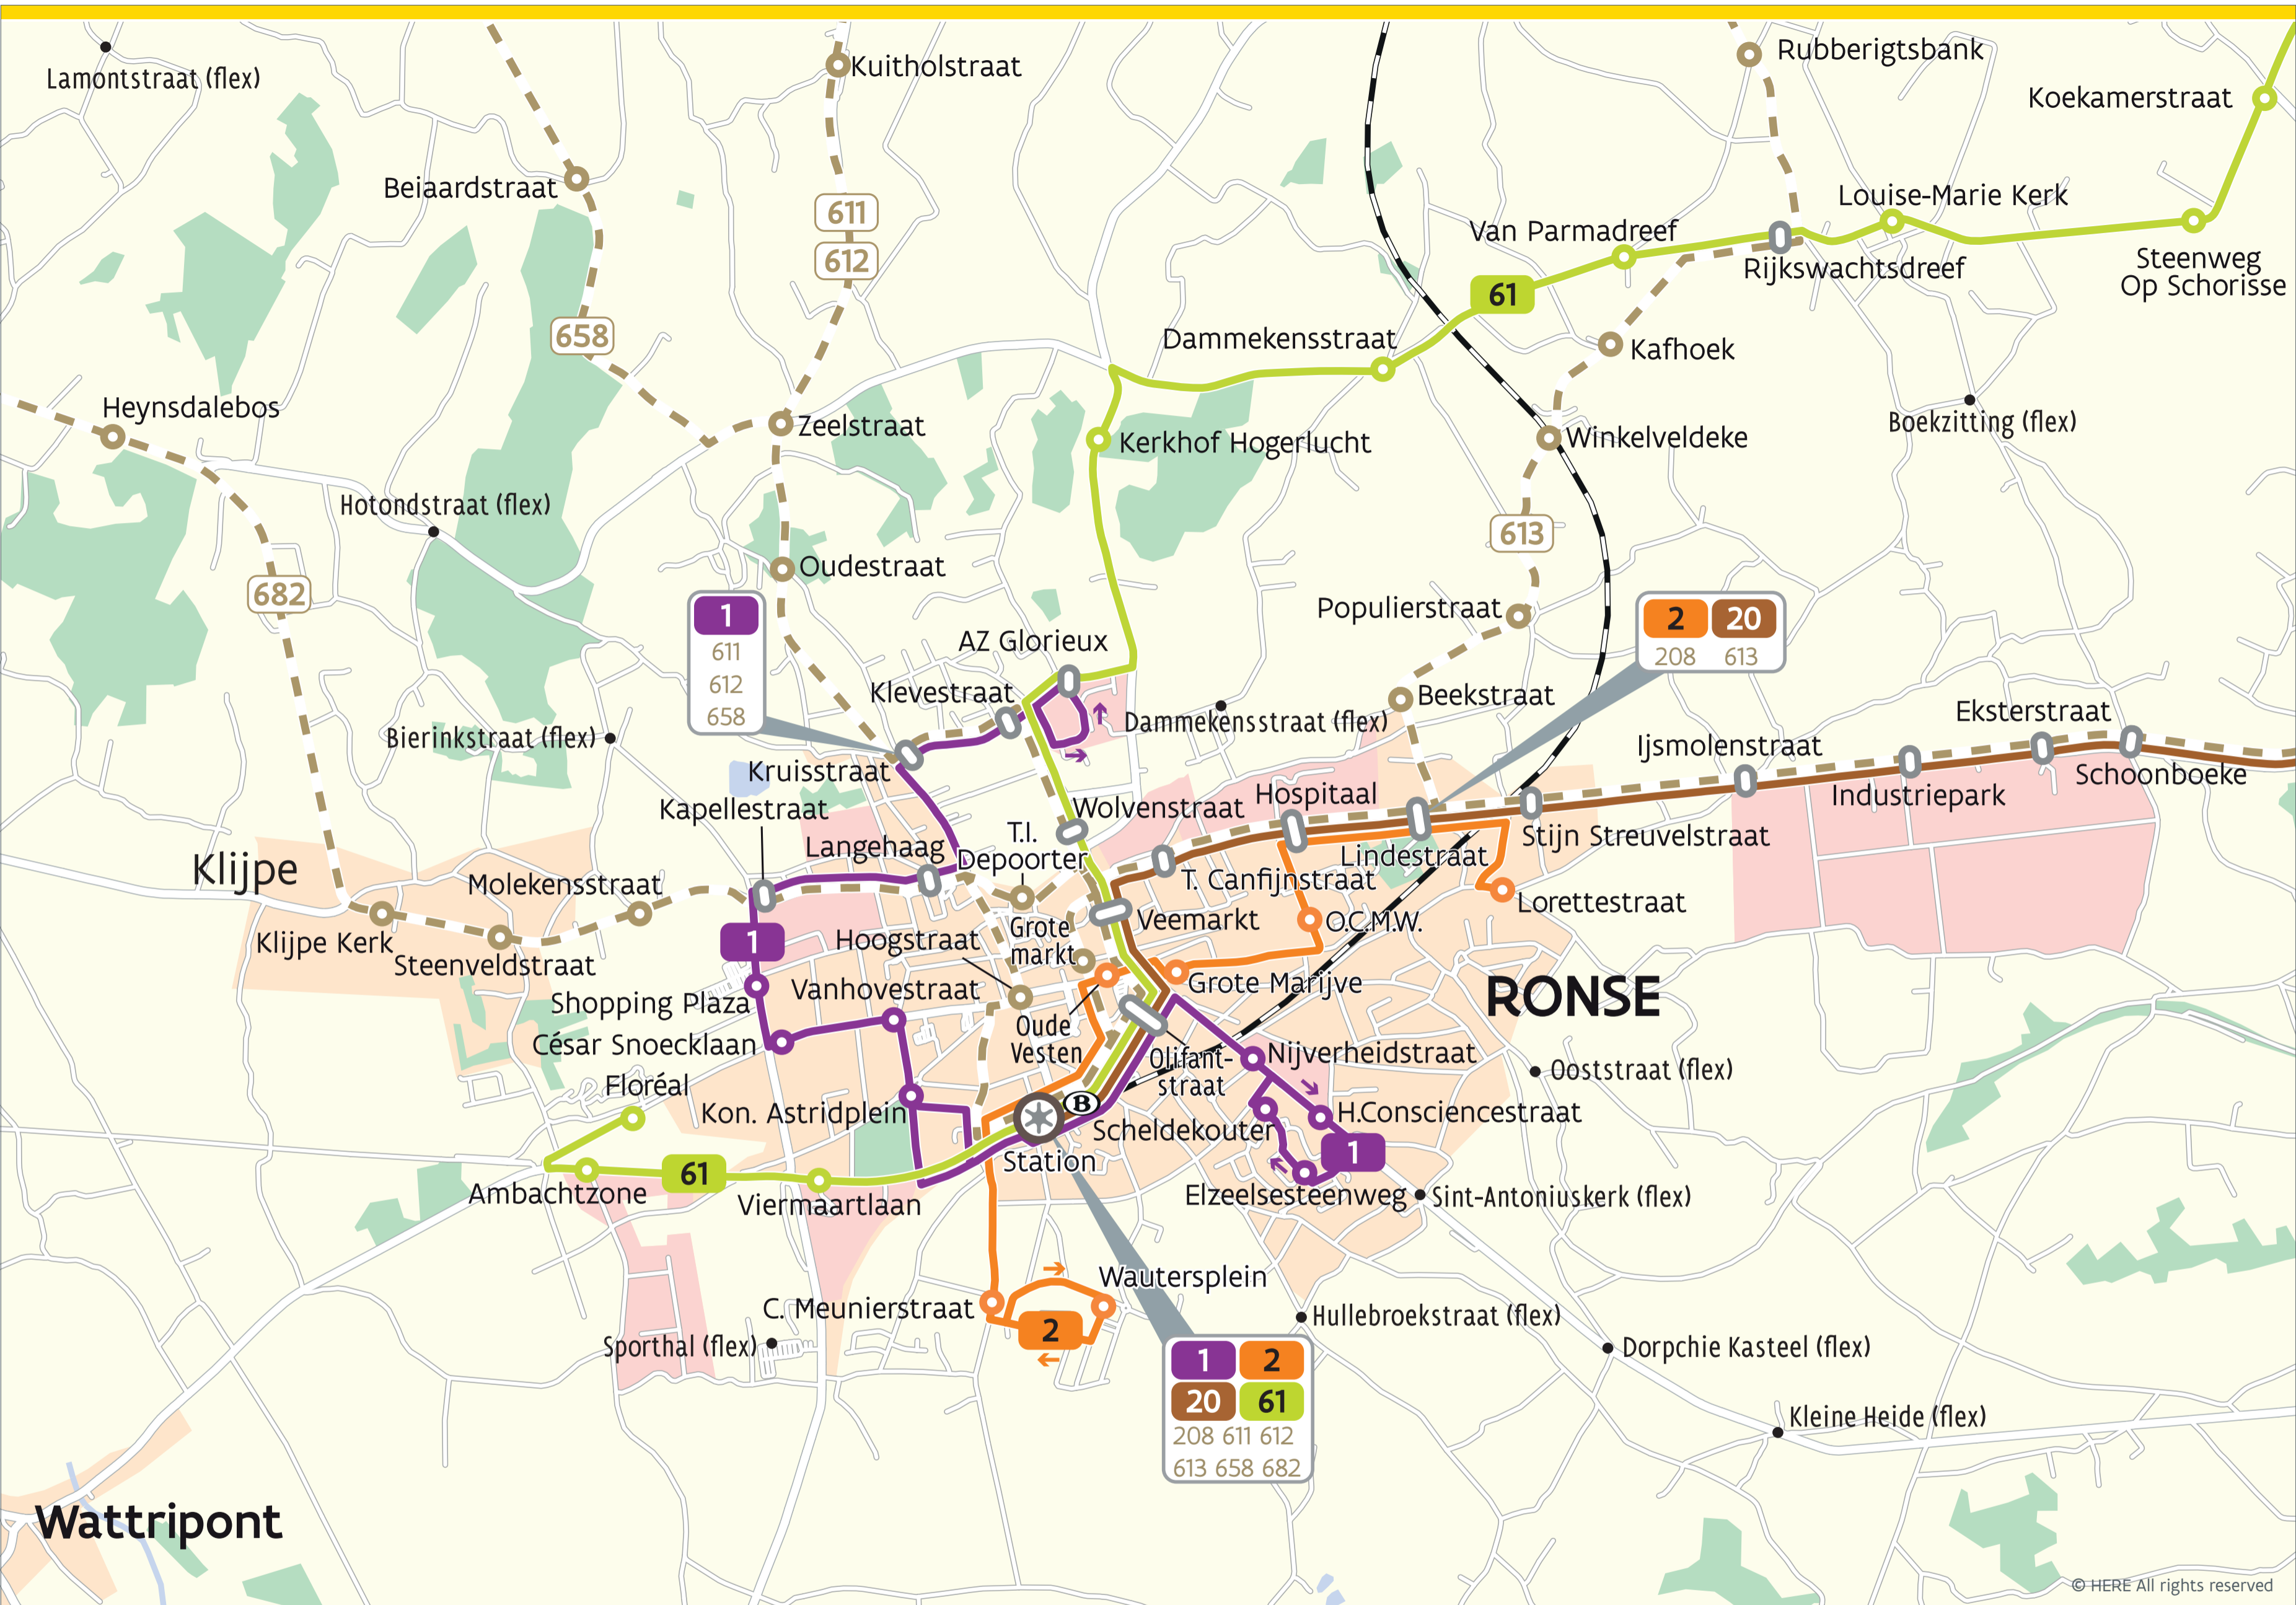 Lamontstraat (flex)
Kuitholstraat
Rubberigtsbank
Koekamerstraat
Beiaardstraat
611
612
Louise-Marie Kerk
Van Parmadreef
Rijkswachtsdreef
Steenweg
Op Schorisse
61
658
Dammekensstraat
Kafhoek
Heynsdalebos
Zeelstraat
Kerkhof Hogerlucht
Winkelveldeke
Boekzitting (flex)
Hotondstraat (flex)
613
Oudestraat
682
1
611
612
658
Populierstraat
2 20
208 613
AZ Glorieux
Klevestraat
Beekstraat
Dammekensstraat (flex)
Bierinkstraat (flex)
Eksterstraat
Ijsmolenstraat
Kruisstraat
Schoonboeke
Kapellestraat
Wolvenstraat
Hospitaal
Industriepark
Langehaag
T.I.
Depoorter
Lindestraat
Stijn Streuvelstraat
Klijpe
Molekensstraat
T. Canfijnstraat
Lorettestraat
Klijpe Kerk
1
Hoogstraat
Grote
markt
Veemarkt
O.C.M.W.
Steenveldstraat
Shopping Plaza
Vanhovestraat
Grote Marijve
RONSE
César Snoecklaan
Oude
Vesten
Olifant-
straat
Nijverheidstraat
Ooststraat (flex)
Floréal
Kon. Astridplein
B
H.Consciencestraat
Scheldekouter
Station
1
61
Ambachtzone
Viermaartlaan
Elzeelsesteenweg
Sint-Antoniuskerk (flex)
Wautersplein
C. Meunierstraat
2
Hullebroekstraat (flex)
Sporthal (flex)
Dorpchie Kasteel (flex)
1 2
20 61
208 611 612
613 658 682
Kleine Heide (flex)
Wattripont
© HERE All rights reserved